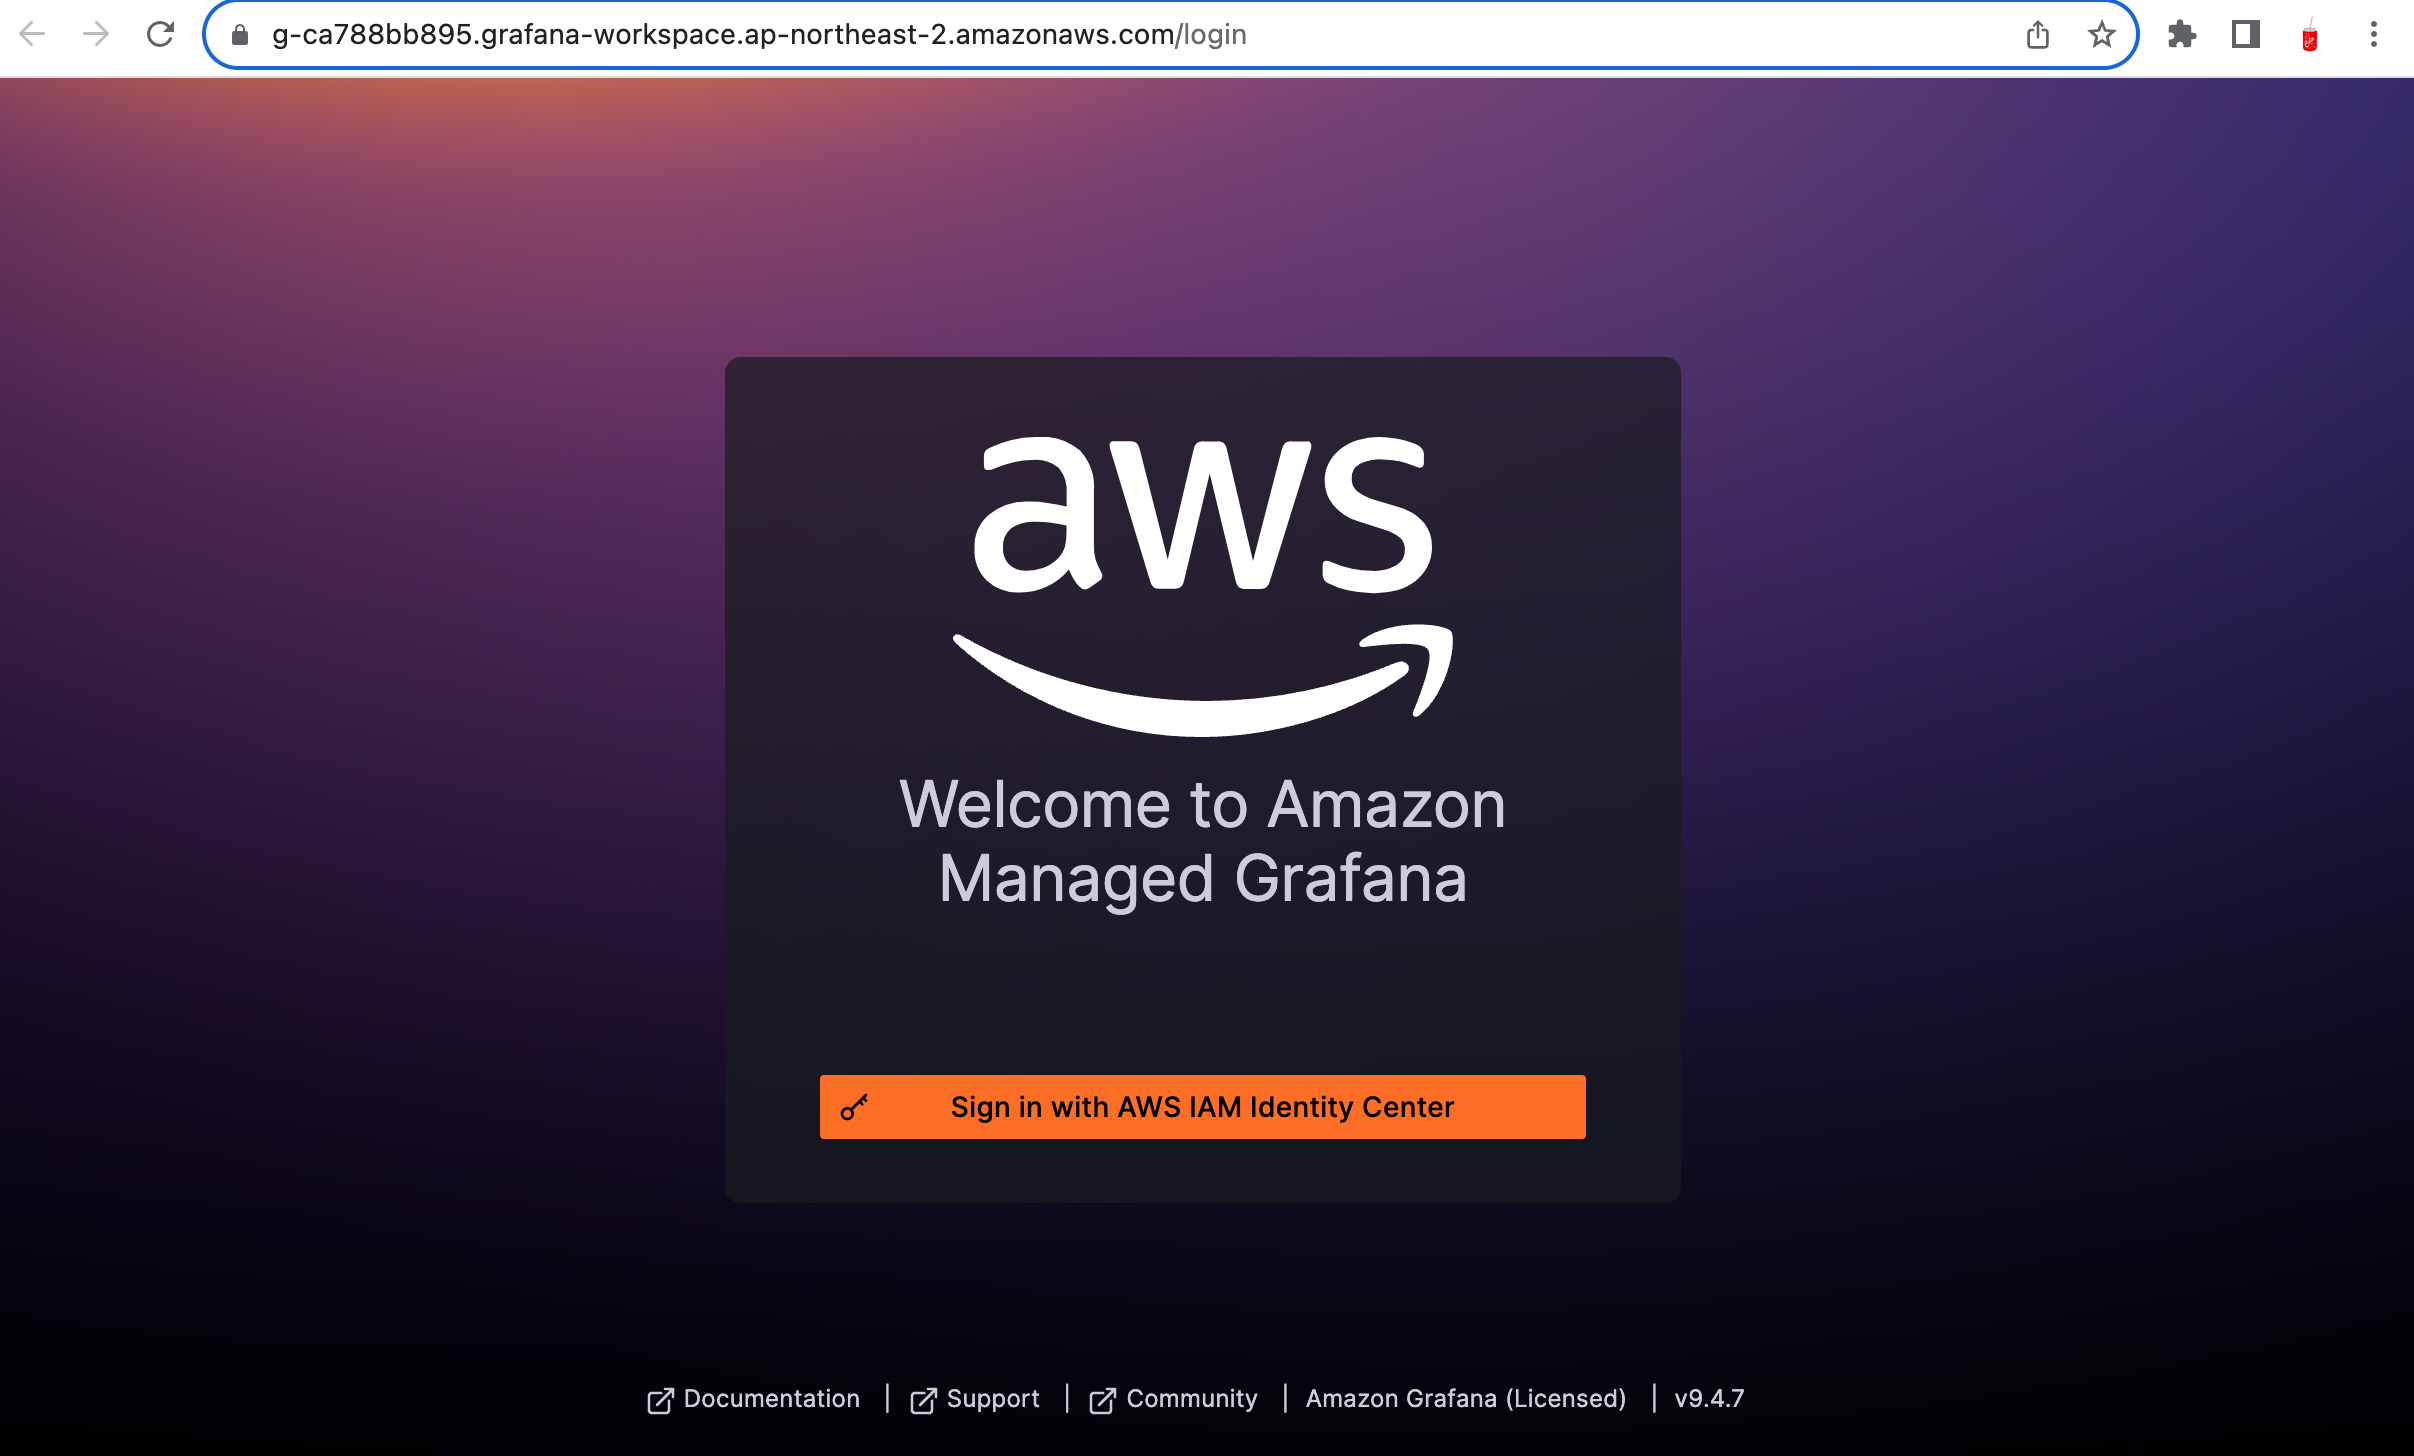 g-ca788bb895.grafana-workspace.ap-northeast-2.amazonaws.com/login
aws
Welcome to Amazon
Managed Grafana
Sign in with AWS IAM Identity Center
Documentation | Support | Community | Amazon Grafana (Licensed) | v9.4.7